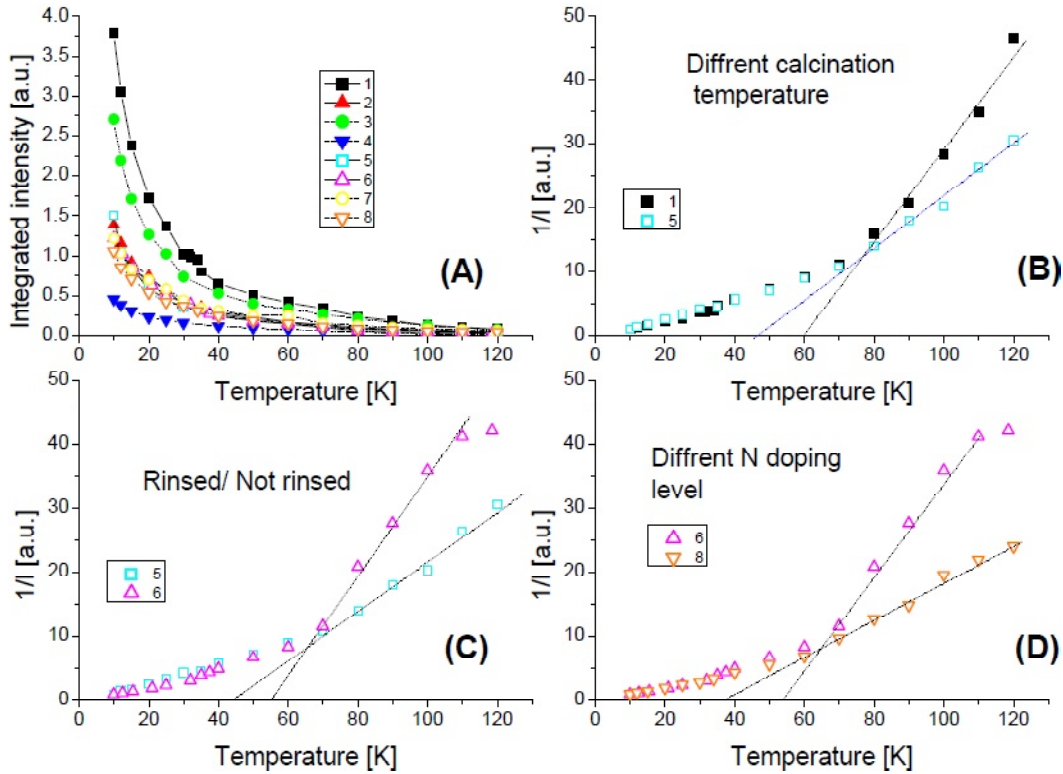 Integrated intensity [a.u.]
4.0
3.5
3.0
2.5
2.0
1.5
1.0
0.5
0.0
1
2
3
4
5
6
7
8
(A)
0 20 40 60 80 100 120
Temperature [K]
1/I [a.u.]
50
40
30
20
10
0
Diffrent calcination
temperature
1
5
(B)
0 20 40 60 80 100 120
Temperature [K]
1/I [a.u.]
50
40
30
20
10
0
Rinsed/ Not rinsed
5
6
(C)
0 20 40 60 80 100 120
Temperature [K]
1/I [a.u.]
50
40
30
20
10
0
Diffrent N doping
level
6
8
(D)
0 20 40 60 80 100 120
Temperature [K]